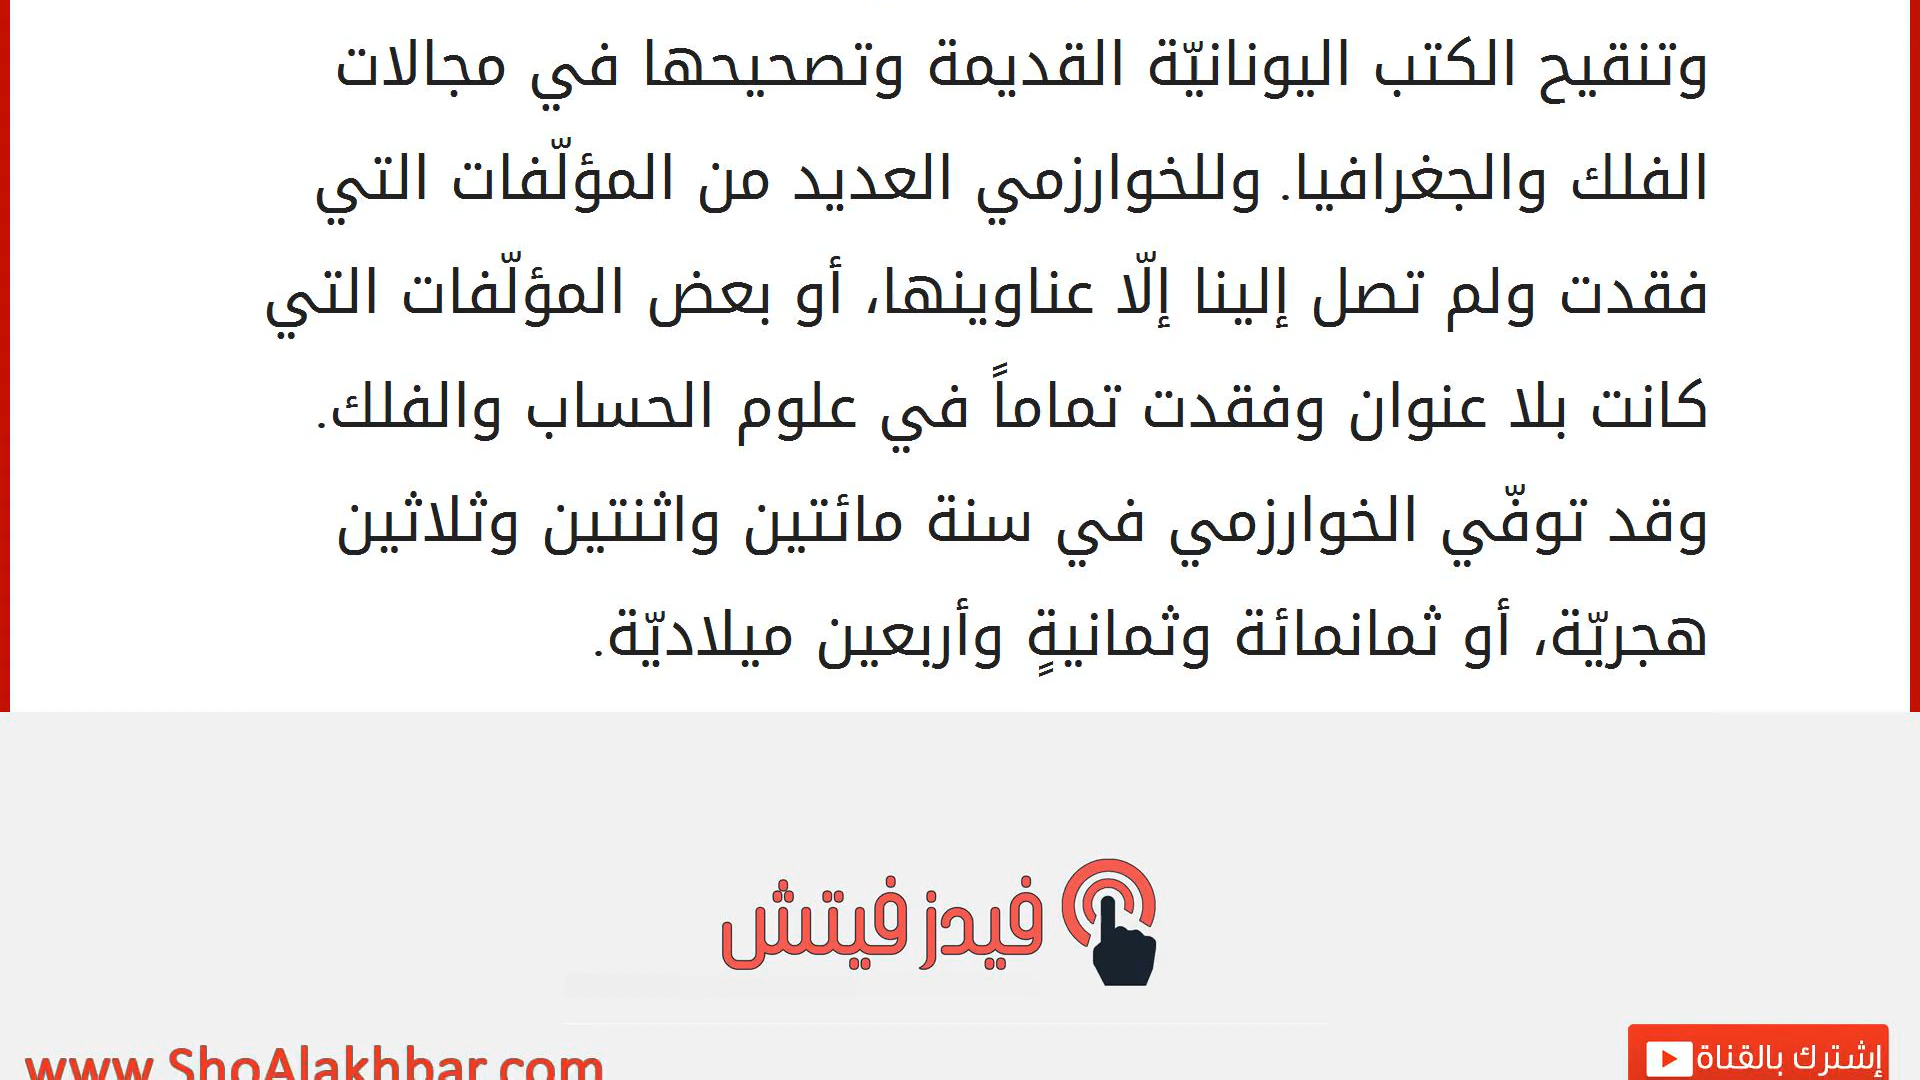 وتنقيح الكتب اليونانيّة القديمة وتصحيحها في مجالات
الفلك والجغرافيا. وللخوارزمي العديد من المؤلّفات التي
فقدت ولم تصل إلينا إلّا عناوينها، أو بعض المؤلّفات التي
كانت بلا عنوان وفقدت تماماً في علوم الحساب والفلك.
وقد توفّي الخوارزمي في سنة مائتين واثنتين وثلاثين
هجريّة، أو ثمانمائة وثمانيةٍ وأربعين ميلاديّة.
فيدز فيتش
إشترك بالقناة
www.ShoAlakhbar.com